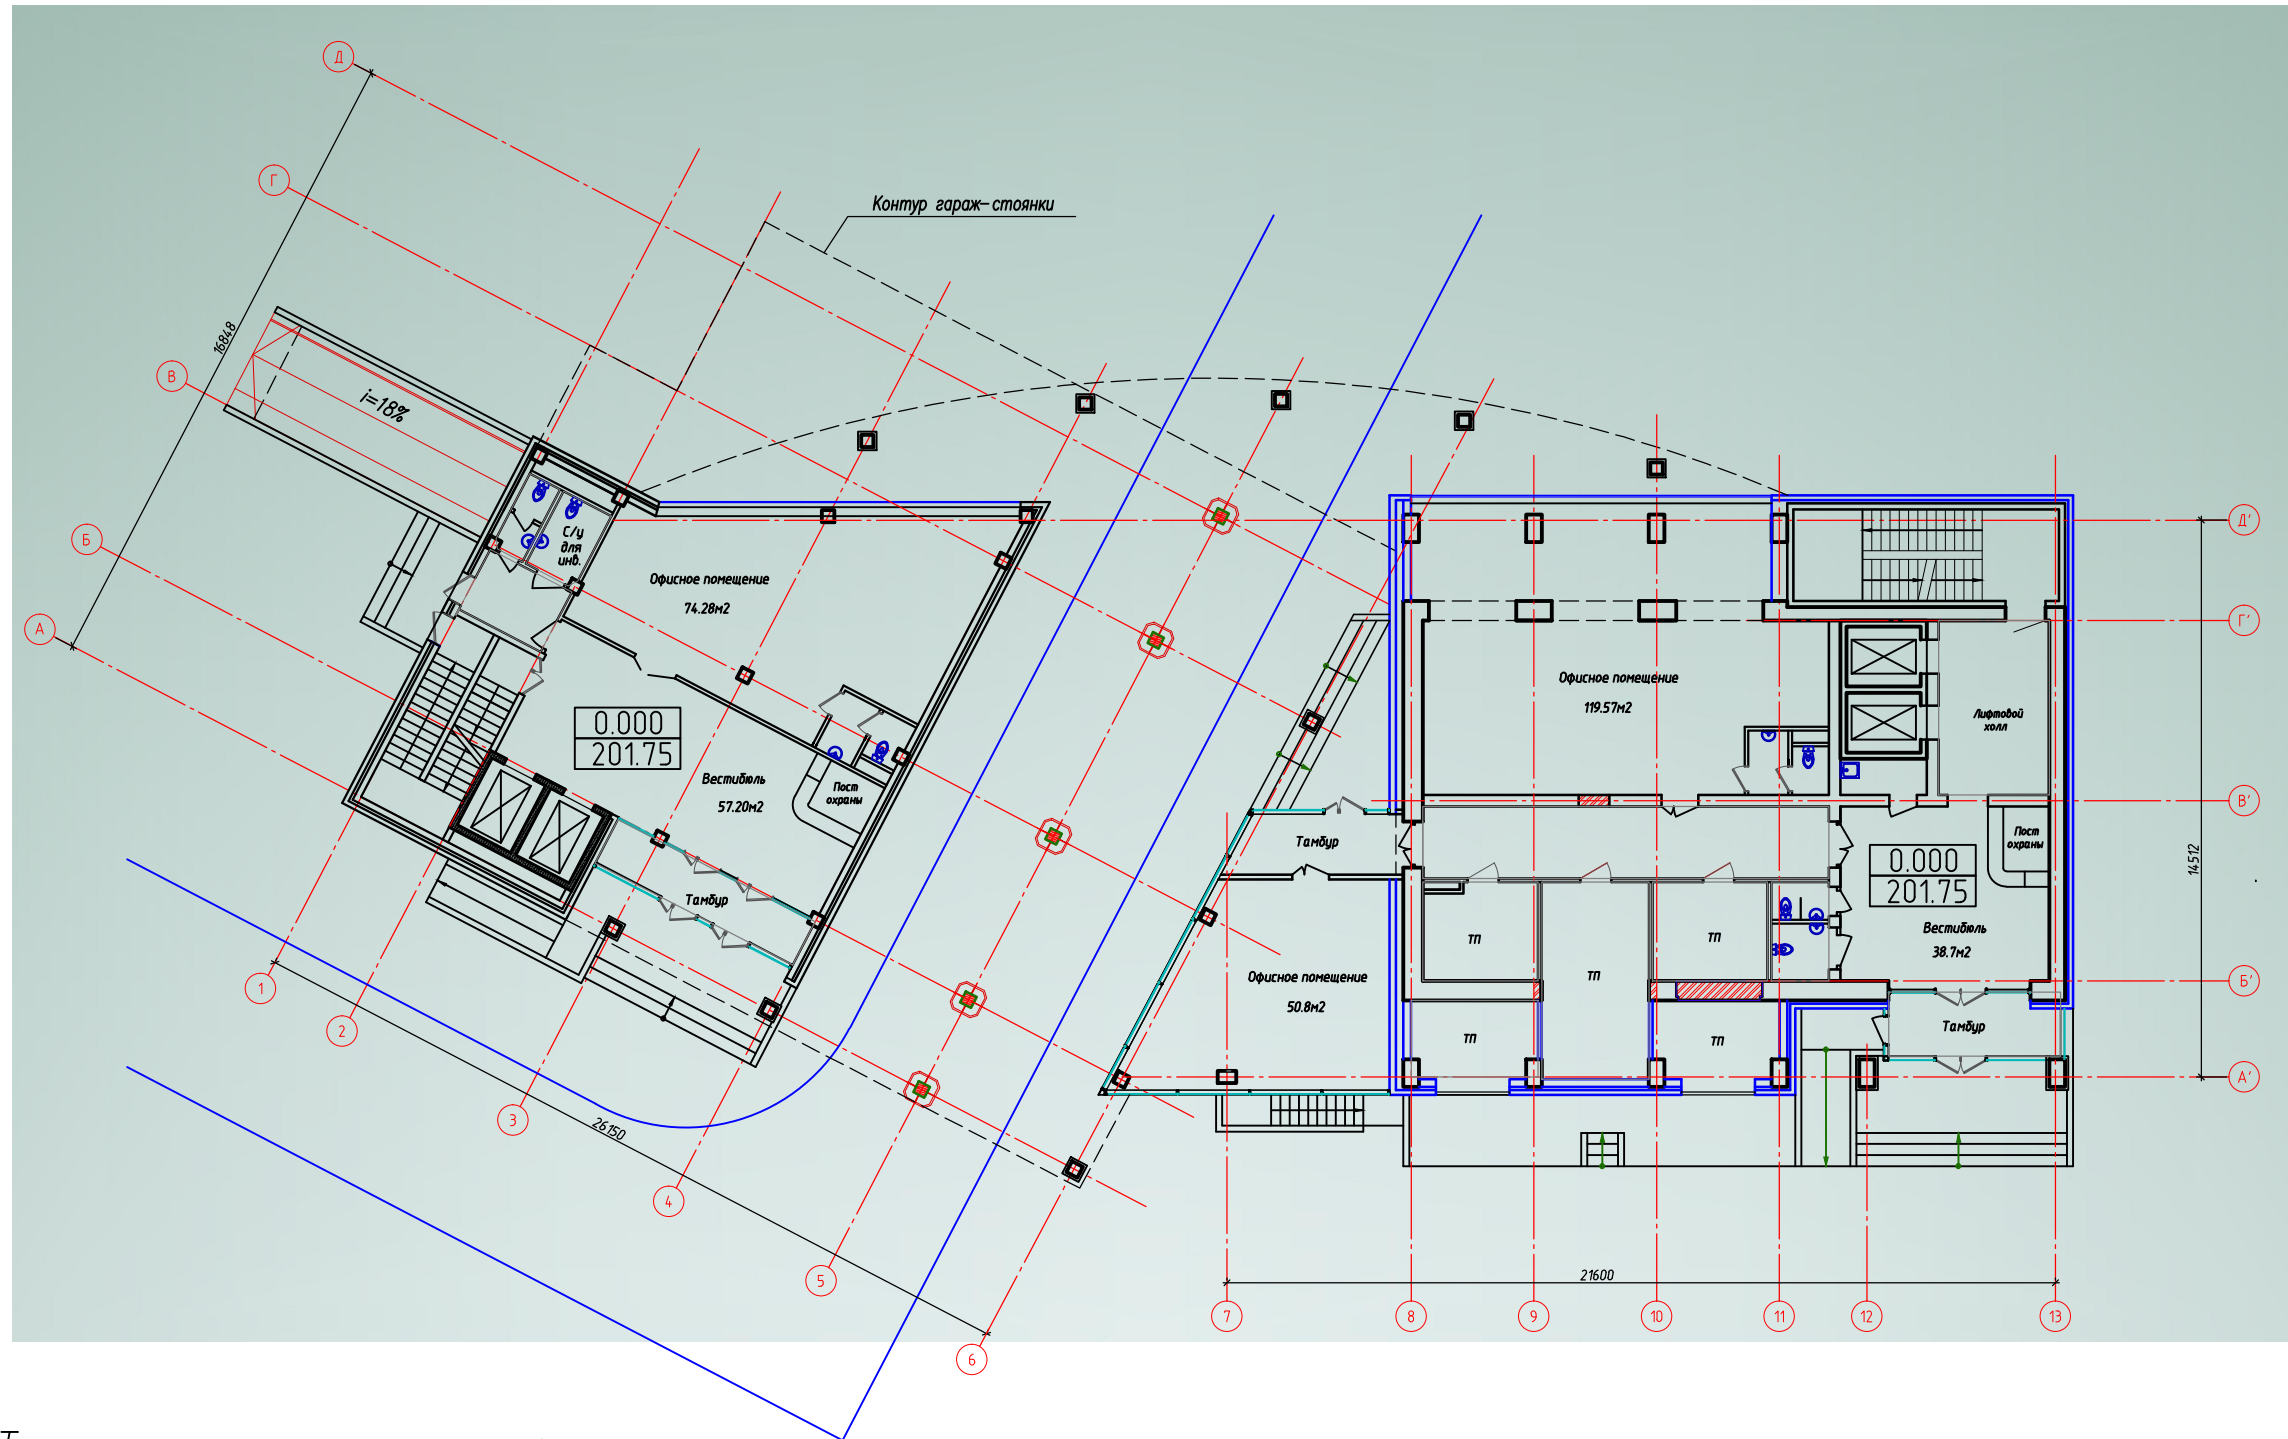 Д
Г
Контур гараж-стоянки
16848
В
i=18%
Д'
Б
С/у
для
инв.
Офисное помещение
74.28м2
А
Г'
Офисное помещение
119.57м2
0.000
201.75
Лифтовой
холл
Вестибюль
57.20м2
Пост
охраны
В'
Тамбур
Пост
охраны
14512
0.000
201.75
Тамбур
Вестибюль
38.7м2
ТП
ТП
ТП
Офисное помещение
50.8м2
Б'
1
2
ТП
ТП
Тамбур
А'
3
26150
4
5
21600
6
7
8
9
10
11
12
13
Т